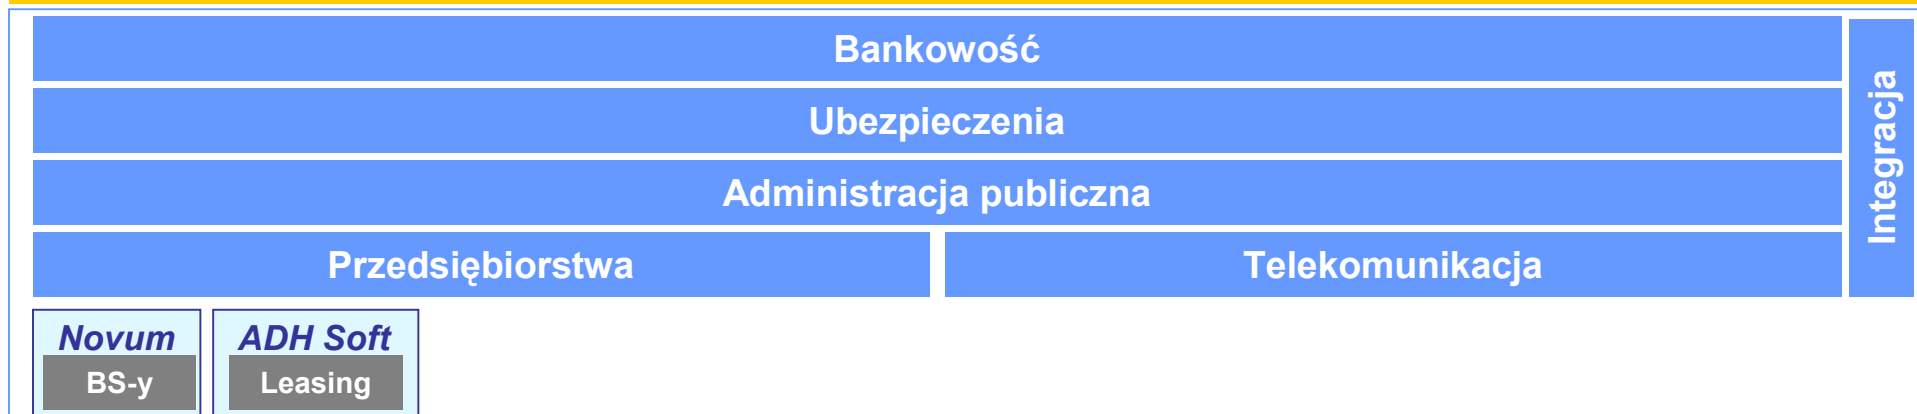 Bankowość
Ubezpieczenia
Administracja publiczna
Przedsiębiorstwa
Telekomunikacja
Integracja
Novum
BS-y
ADH Soft
Leasing